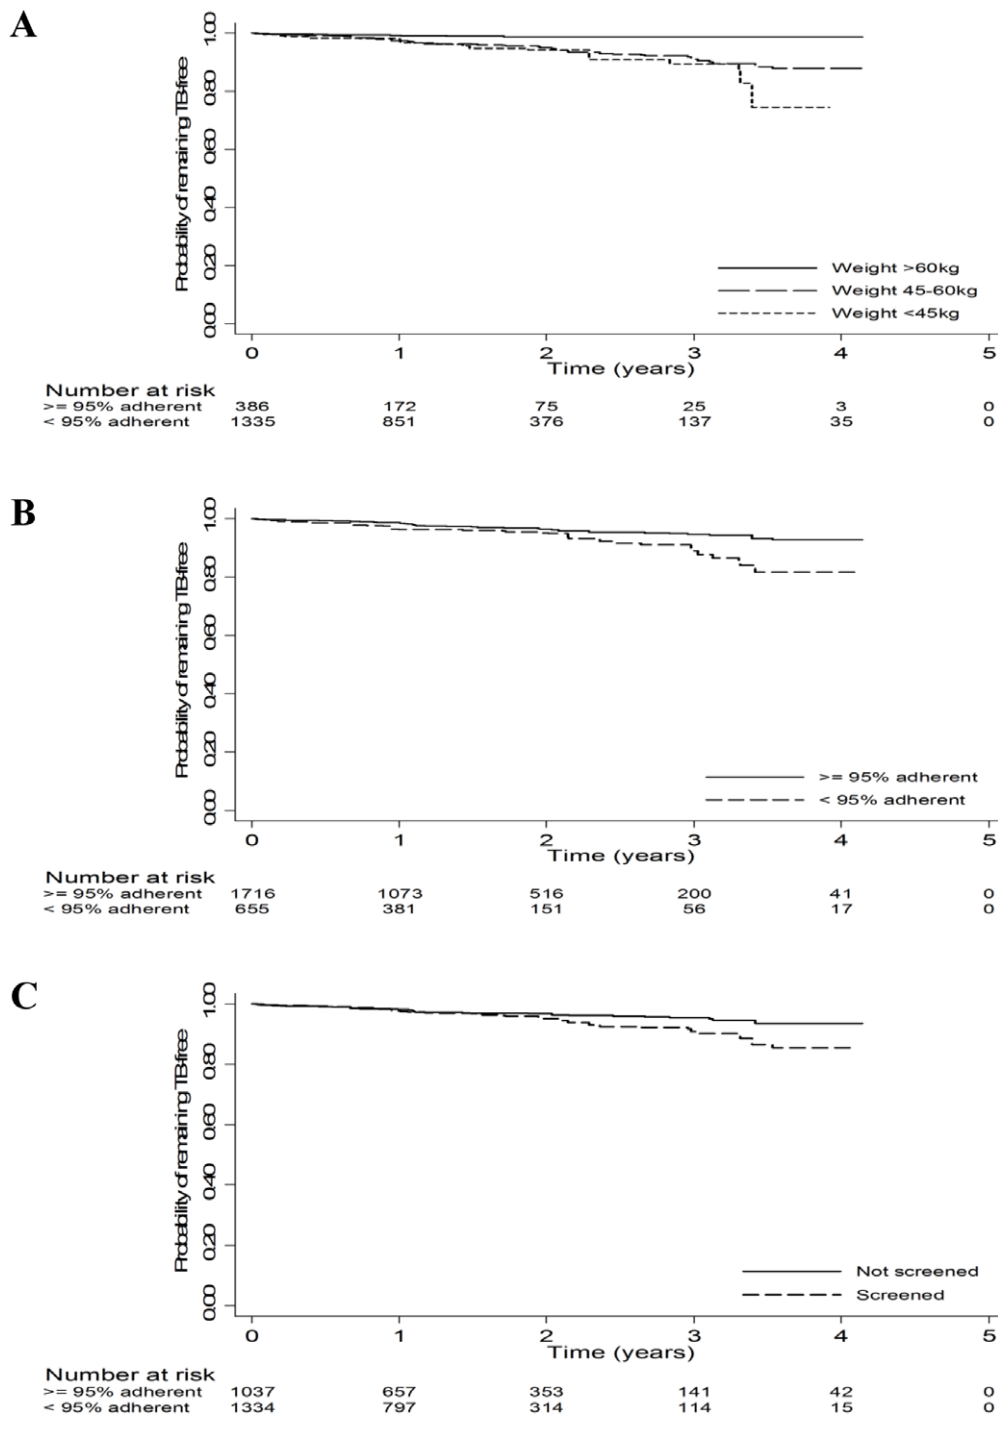 A
Probability of remaining TB-free
1.00
0.80
0.60
0.40
0.20
0.00
Weight >60kg
Weight 45-60kg
Weight <45kg
0 1 2 3 4 5
Time (years)
Number at risk
>= 95% adherent 386 172 75 25 3 0
< 95% adherent 1335 851 376 137 35 0
B
Probability of remaining TB-free
1.00
0.80
0.60
0.40
0.20
0.00
>= 95% adherent
< 95% adherent
0 1 2 3 4 5
Time (years)
Number at risk
>= 95% adherent 1716 1073 516 200 41 0
< 95% adherent 655 381 151 56 17 0
C
Probability of remaining TB-free
1.00
0.80
0.60
0.40
0.20
0.00
Not screened
Screened
0 1 2 3 4 5
Time (years)
Number at risk
>= 95% adherent 1037 657 353 141 42 0
< 95% adherent 1334 797 314 114 15 0